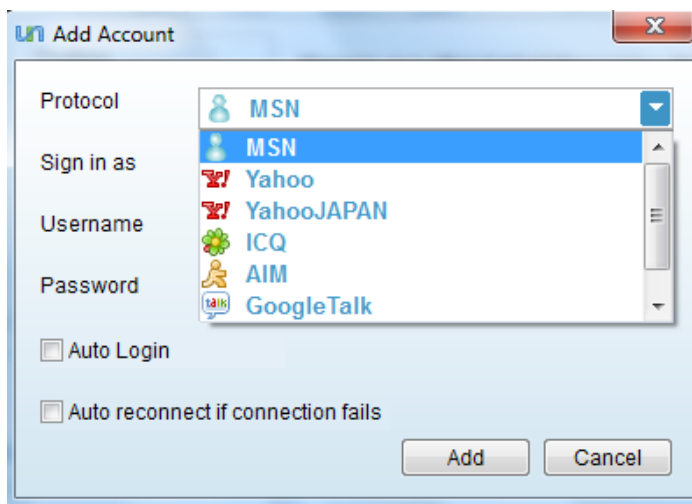 un Add Account
Protocol
MSN
MSN
Yahoo
YahooJAPAN
ICQ
AIM
talk GoogleTalk
Sign in as
Username
Password
Auto Login
Auto reconnect if connection fails
Add
Cancel